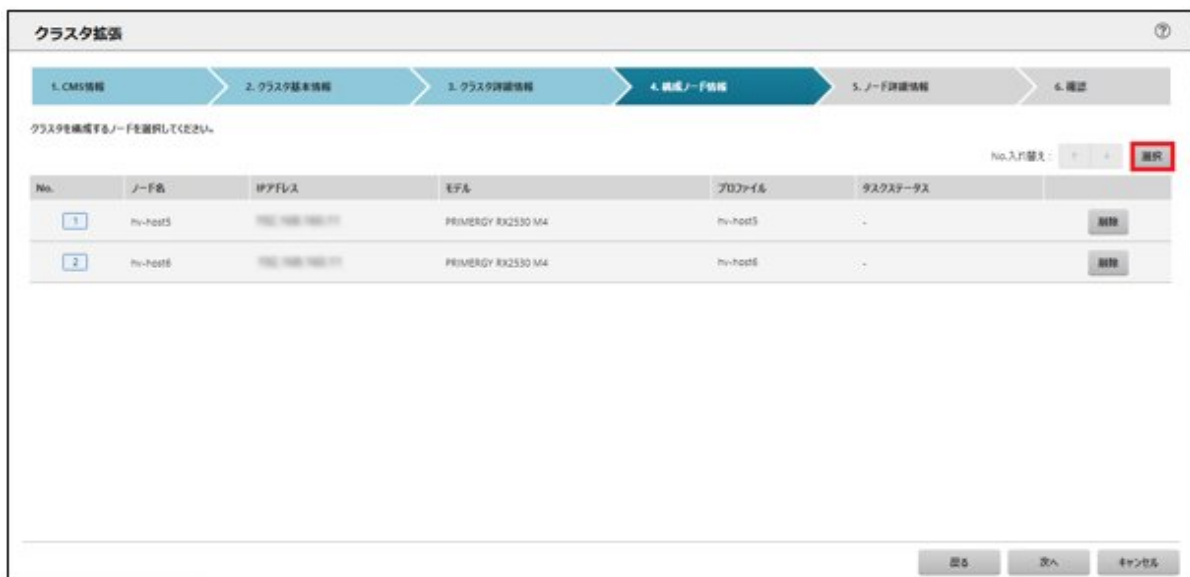 クラスタ拡張
1. CMS情報 2. クラスタ基本情報 3. クラスタ詳細情報 4. 構成ノード情報 5. ノード詳細情報 6. 確認
クラスタを構成するノードを選択してください。
No.入れ替え : ↑ ↓ 選択
No. ノード名 IPアドレス モデル プロファイル タスクステータス
1 hv-host5 PRIMERGY RX2530 M4 hv-host5 - 削除
2 hv-host6 PRIMERGY RX2530 M4 hv-host6 - 削除
戻る 次へ キャンセル